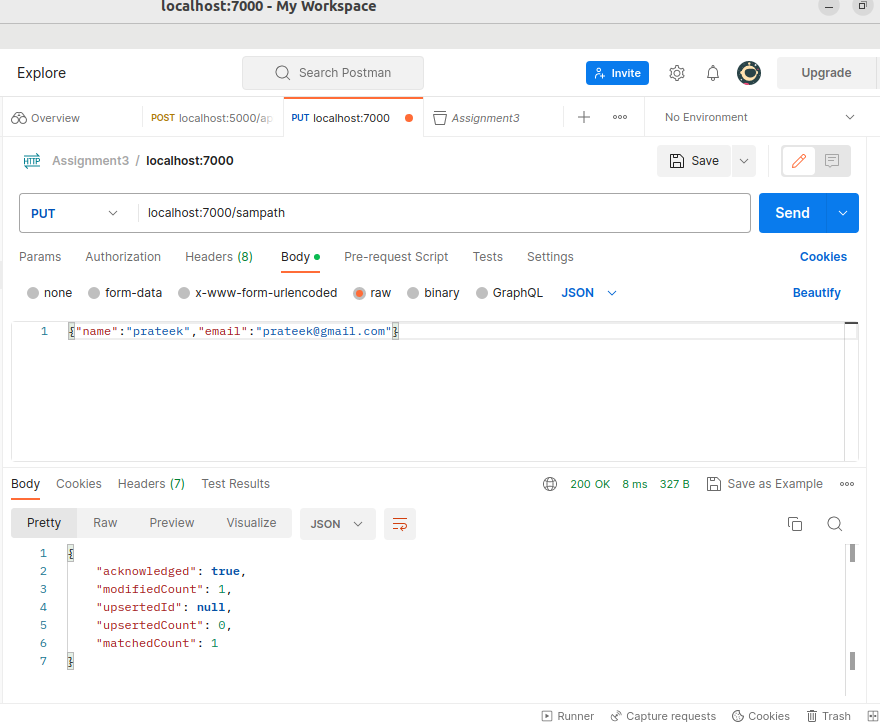 localhost:7000 - My Workspace
Explore
Search Postman
Invite
Upgrade
Overview
POST localhost:5000/ap
PUT localhost:7000
Assignment3
No Environment
HTTP Assignment3 / localhost:7000
Save
PUT localhost:7000/sampath
Send
Params Authorization Headers (8) Body Pre-request Script Tests Settings Cookies
none form-data x-www-form-urlencoded raw binary GraphQL JSON Beautify
1 {"name":"prateek","email":"prateek@gmail.com"}
Body Cookies Headers (7) Test Results 200 OK 8 ms 327 B Save as Example
Pretty Raw Preview Visualize JSON
1 {
2 "acknowledged": true,
3 "modifiedCount": 1,
4 "upsertedId": null,
5 "upsertedCount": 0,
6 "matchedCount": 1
7 }
Runner Capture requests Cookies Trash